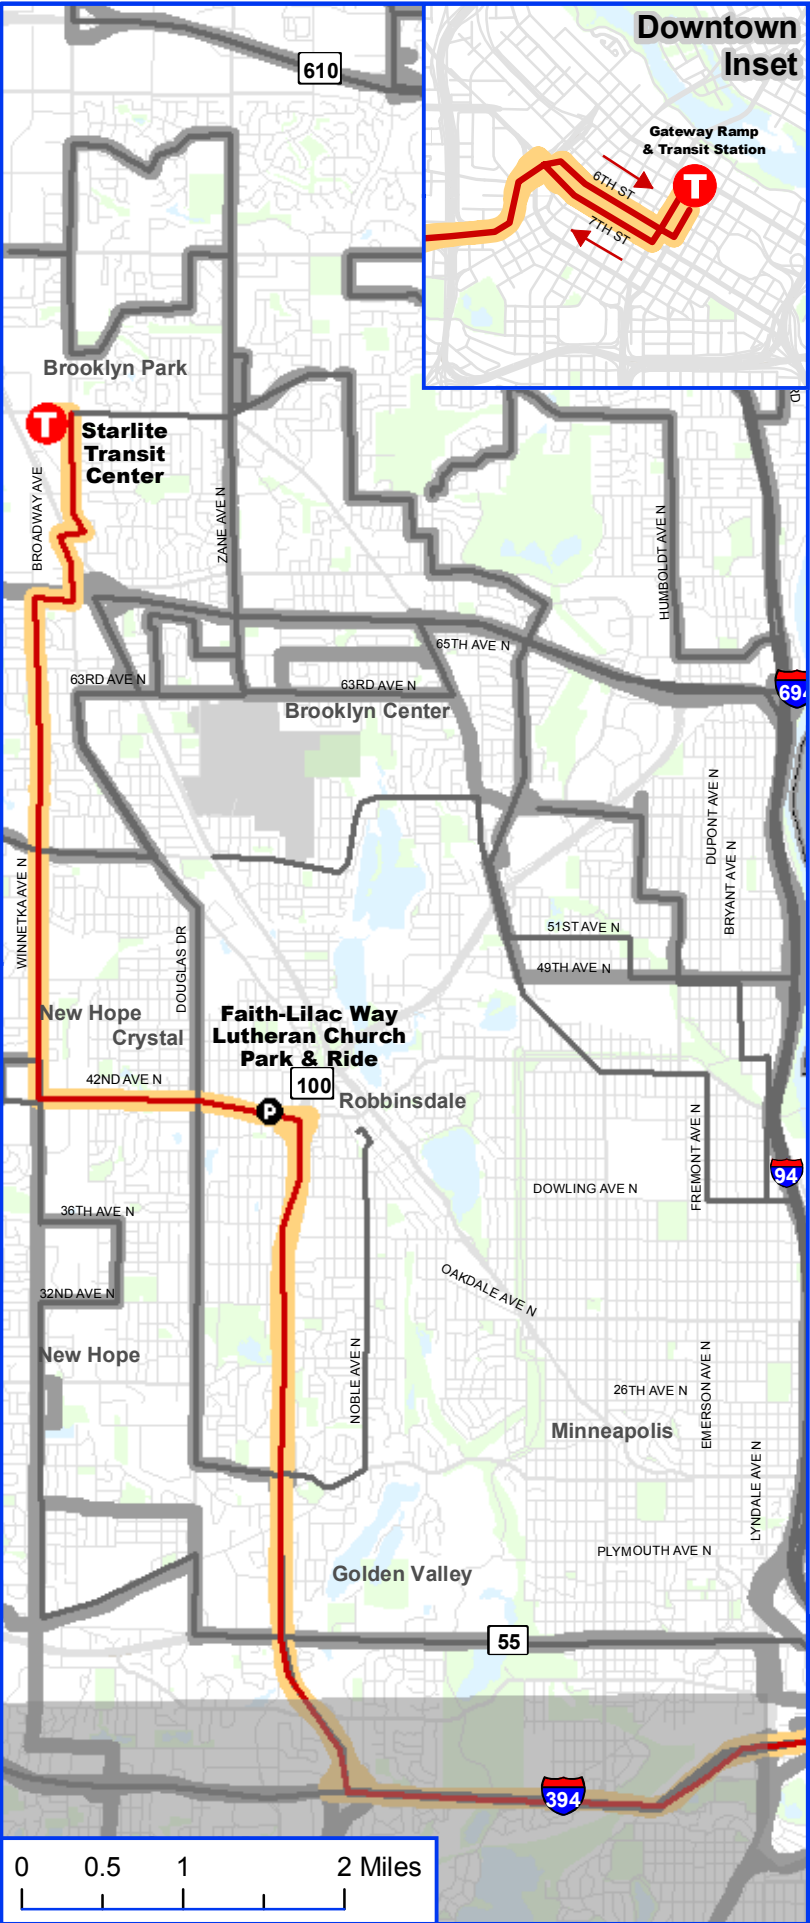 Downtown
Inset
610
Gateway Ramp
& Transit Station
T
6TH ST
7TH ST
Brooklyn Park
RD
T
Starlite
Transit
Center
BROADWAY AVE
ZANE AVE N
HUMBOLDT AVE N
65TH AVE N
63RD AVE N
63RD AVE N
694
Brooklyn Center
DUPONT AVE N
BRYANT AVE N
WINNETKA AVE N
DOUGLAS DR
51ST AVE N
49TH AVE N
New Hope
Crystal
Faith-Lilac Way
Lutheran Church
Park & Ride
42ND AVE N
100
P
Robbinsdale
FREMONT AVE N
94
DOWLING AVE N
36TH AVE N
OAKDALE AVE N
32ND AVE N
New Hope
NOBLE AVE N
26TH AVE N
EMERSON AVE N
Minneapolis
LYNDALE AVE N
PLYMOUTH AVE N
Golden Valley
55
394
0 0.5 1 2 Miles